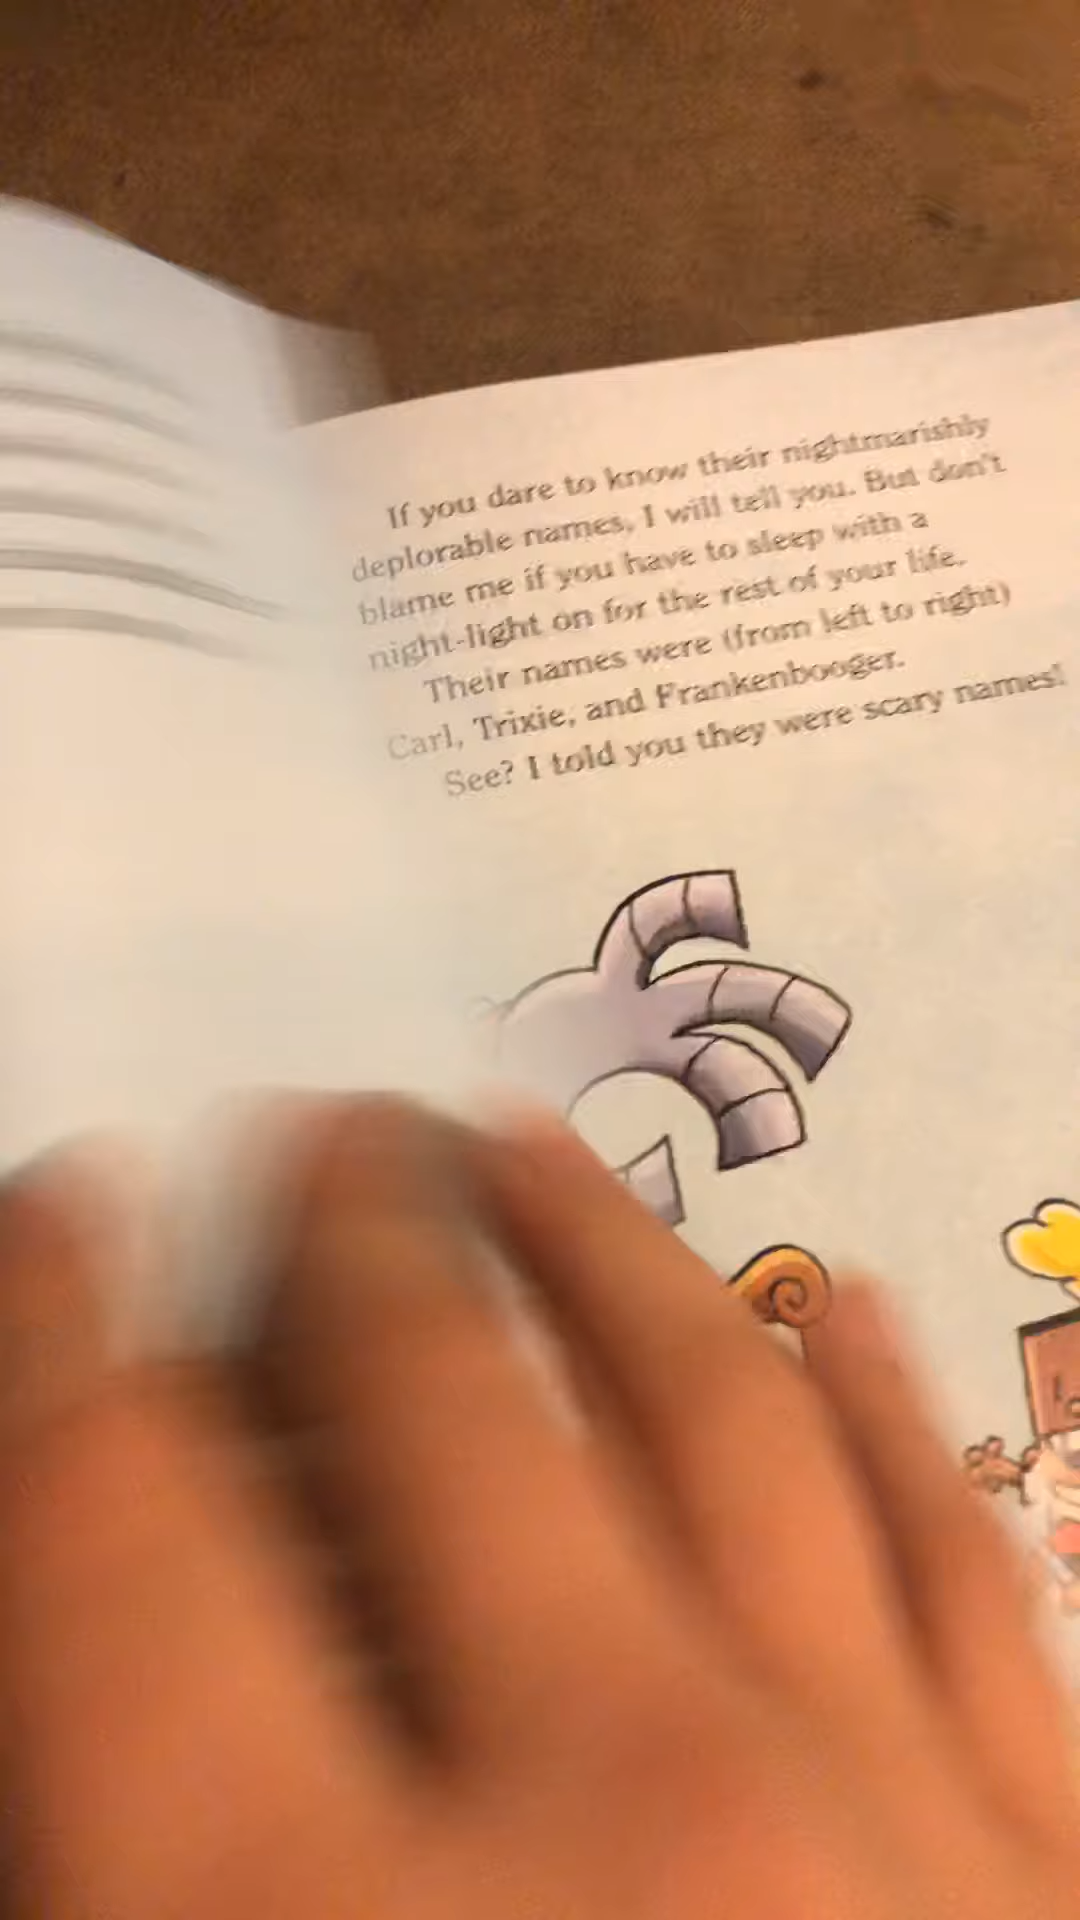 If you dare to know their nightmarishly
deplorable names, I will tell you. But don't
blame me if you have to sleep with a
night-light on for the rest of your life.
Their names were (from left to right)
Carl, Trixie, and Frankenbooger.
See? I told you they were scary names!